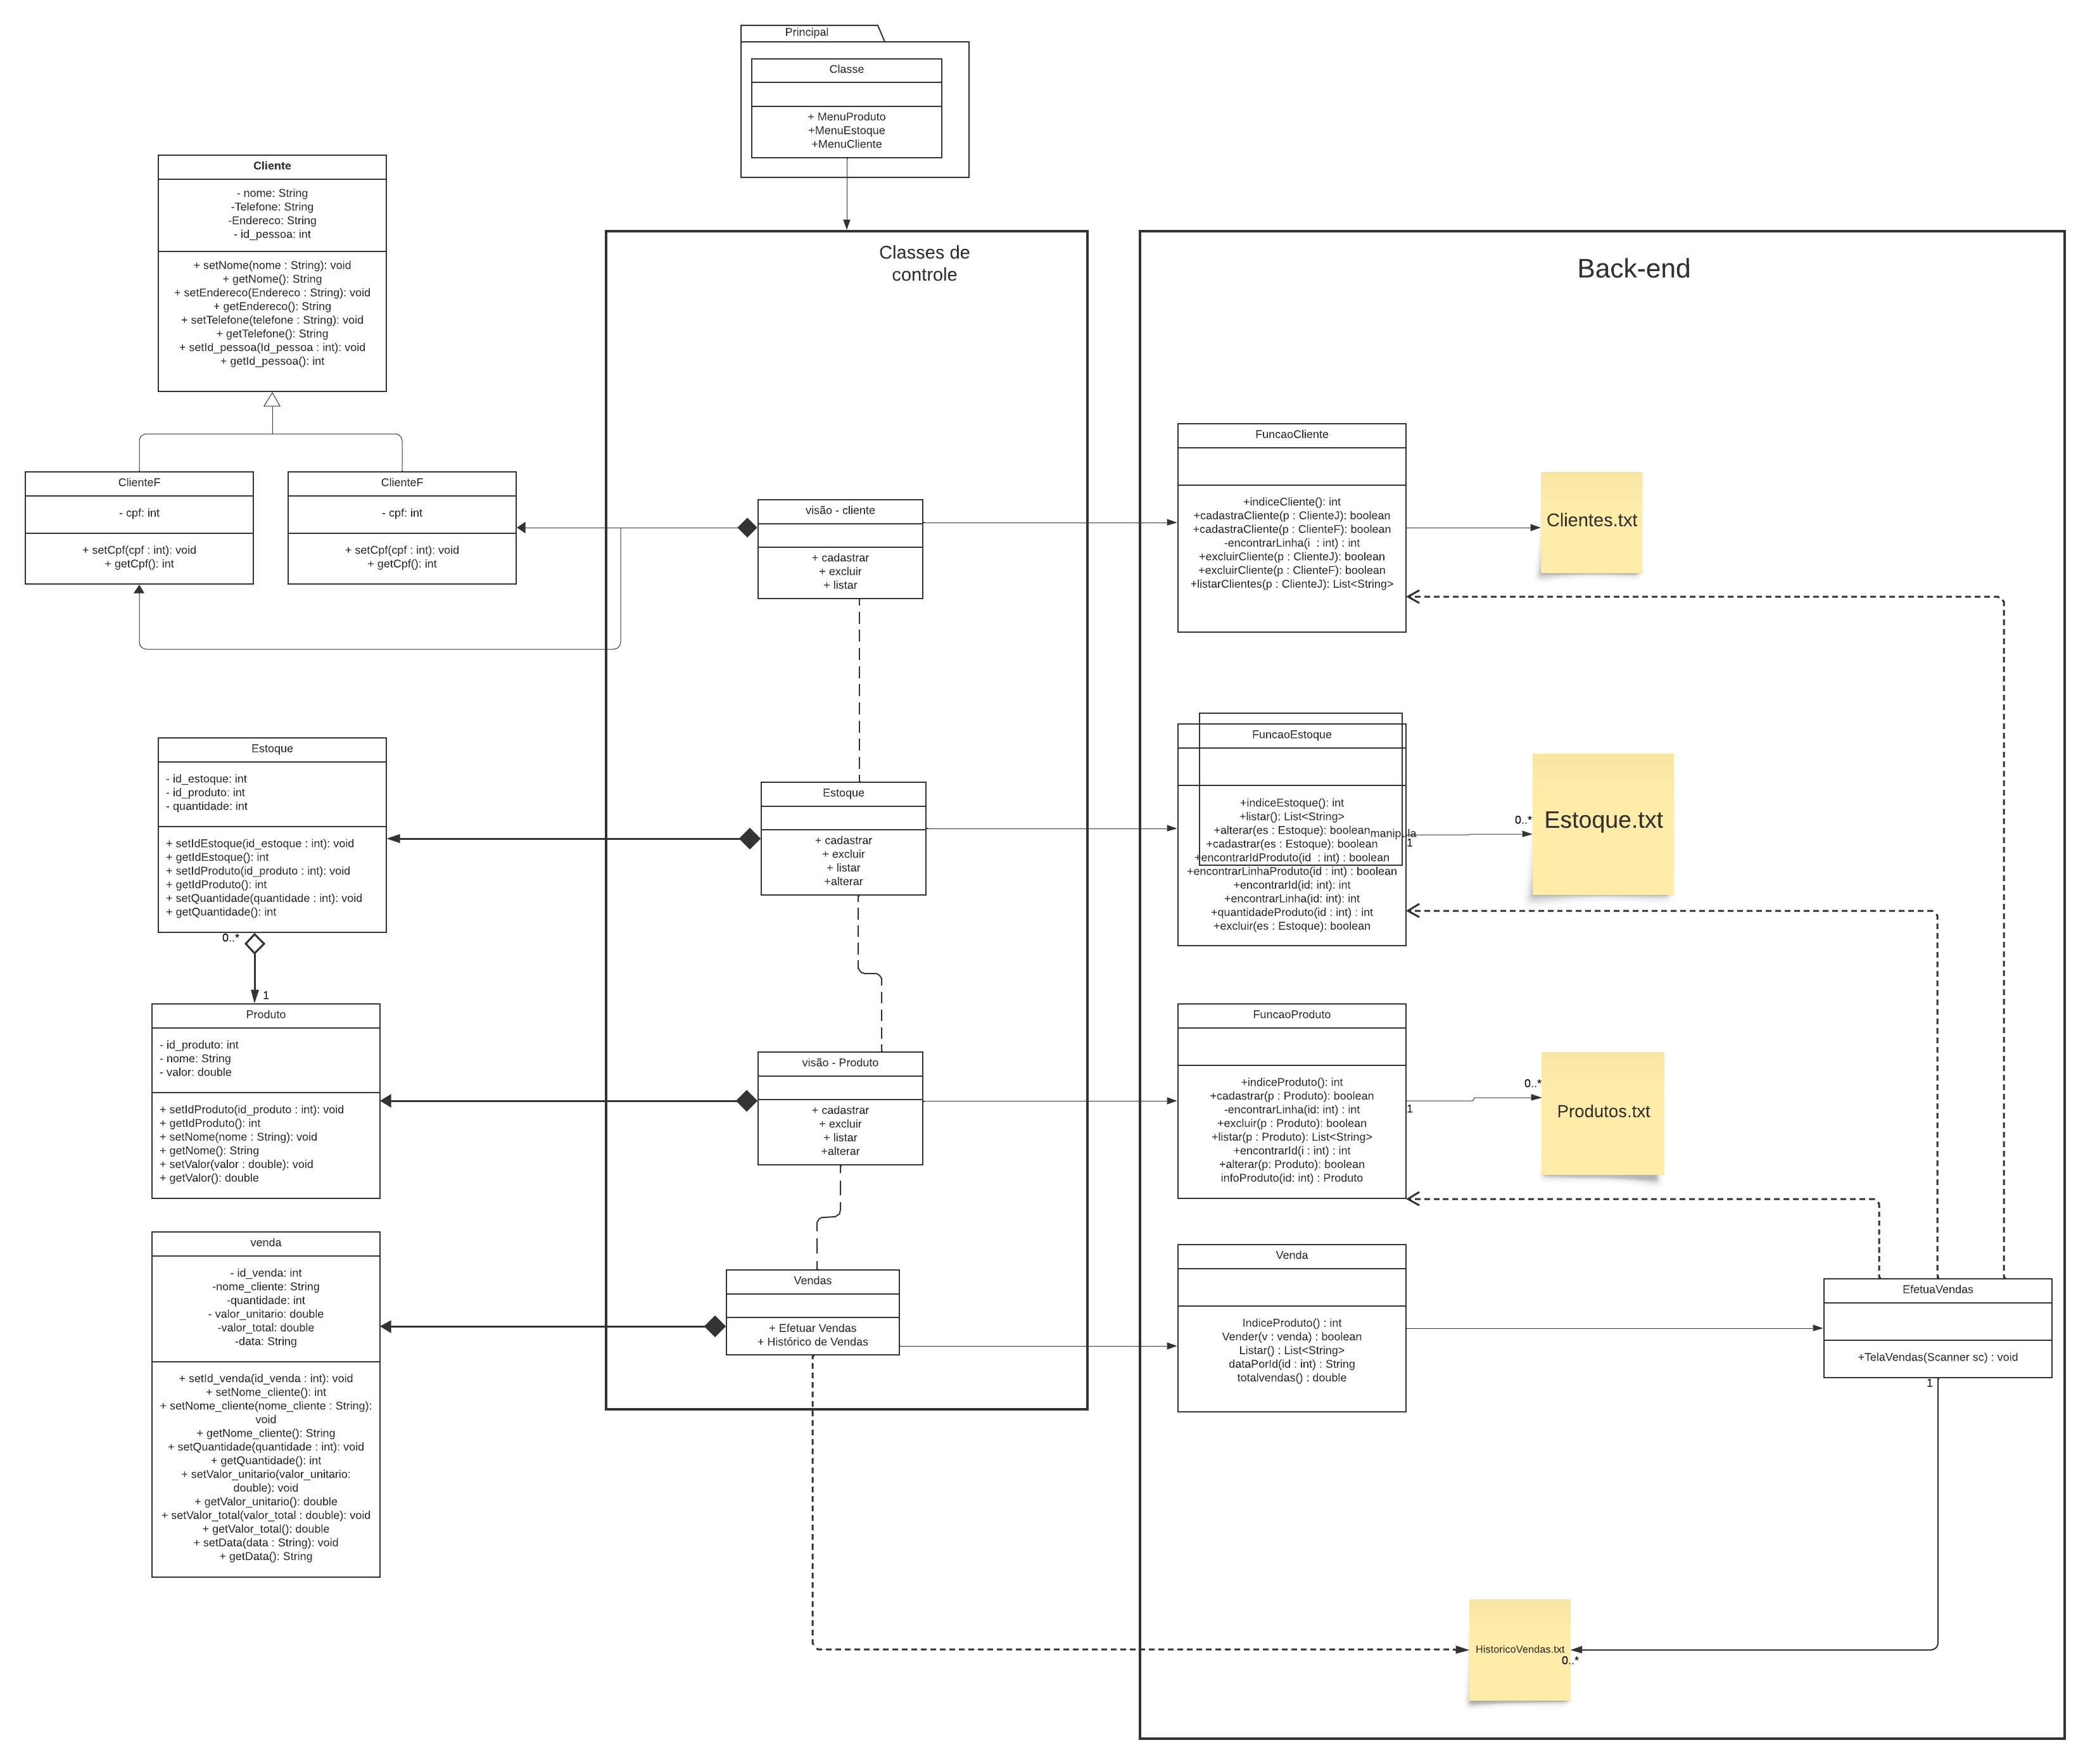 Principal
Classe
+ MenuProduto
+MenuEstoque
+MenuCliente
Cliente
- nome: String
-Telefone: String
-Endereco: String
- id_pessoa: int
+ setNome(nome : String): void
+ getNome(): String
+ setEndereco(Endereco : String): void
+ getEndereco(): String
+ setTelefone(telefone : String): void
+ getTelefone(): String
+ setId_pessoa(Id_pessoa : int): void
+ getId_pessoa(): int
ClienteF
- cpf: int
+ setCpf(cpf : int): void
+ getCpf(): int
ClienteF
- cpf: int
+ setCpf(cpf : int): void
+ getCpf(): int
Estoque
- id_estoque: int
- id_produto: int
- quantidade: int
+ setIdEstoque(id_estoque : int): void
+ getIdEstoque(): int
+ setIdProduto(id_produto : int): void
+ getIdProduto(): int
+ setQuantidade(quantidade : int): void
+ getQuantidade(): int
0..*
1
Produto
- id_produto: int
- nome: String
- valor: double
+ setIdProduto(id_produto : int): void
+ getIdProduto(): int
+ setNome(nome : String): void
+ getNome(): String
+ setValor(valor : double): void
+ getValor(): double
venda
- id_venda: int
-nome_cliente: String
-quantidade: int
- valor_unitario: double
-valor_total: double
-data: String
+ setId_venda(id_venda : int): void
+ setNome_cliente(): int
+ setNome_cliente(nome_cliente : String):
void
+ getNome_cliente(): String
+ setQuantidade(quantidade : int): void
+ getQuantidade(): int
+ setValor_unitario(valor_unitario:
double): void
+ getValor_unitario(): double
+ setValor_total(valor_total : double): void
+ getValor_total(): double
+ setData(data : String): void
+ getData(): String
Classes de
controle
visão - cliente
+ cadastrar
+ excluir
+ listar
Estoque
+ cadastrar
+ excluir
+ listar
+alterar
visão - Produto
+ cadastrar
+ excluir
+ listar
+alterar
Vendas
+ Efetuar Vendas
+ Histórico de Vendas
Back-end
FuncaoCliente
+indiceCliente(): int
+cadastraCliente(p : ClienteJ): boolean
+cadastraCliente(p : ClienteF): boolean
-encontrarLinha(i : int) : int
+excluirCliente(p : ClienteJ): boolean
+excluirCliente(p : ClienteF): boolean
+listarClientes(p : ClienteJ): List<String>
Clientes.txt
FuncaoEstoque
+indiceEstoque(): int
+listar(): List<String>
+alterar(es : Estoque): boolean
+cadastrar(es : Estoque): boolean
+encontrarIdProduto(id : int) : boolean
+encontrarLinhaProduto(id : int) : boolean
+encontrarId(id: int): int
+encontrarLinha(id: int): int
+quantidadeProduto(id : int) : int
+excluir(es : Estoque): boolean
1
0..*
Estoque.txt
FuncaoProduto
+indiceProduto(): int
+cadastrar(p : Produto): boolean
-encontrarLinha(id: int) : int
+excluir(p : Produto): boolean
+listar(p : Produto): List<String>
+encontrarId(i : int) : int
+alterar(p: Produto): boolean
infoProduto(id: int) : Produto
1
0..*
Produtos.txt
Venda
IndiceProduto() : int
Vender(v : venda) : boolean
Listar() : List<String>
dataPorId(id : int) : String
totalvendas() : double
EfetuaVendas
+TelaVendas(Scanner sc) : void
1
HistoricoVendas.txt
0..*